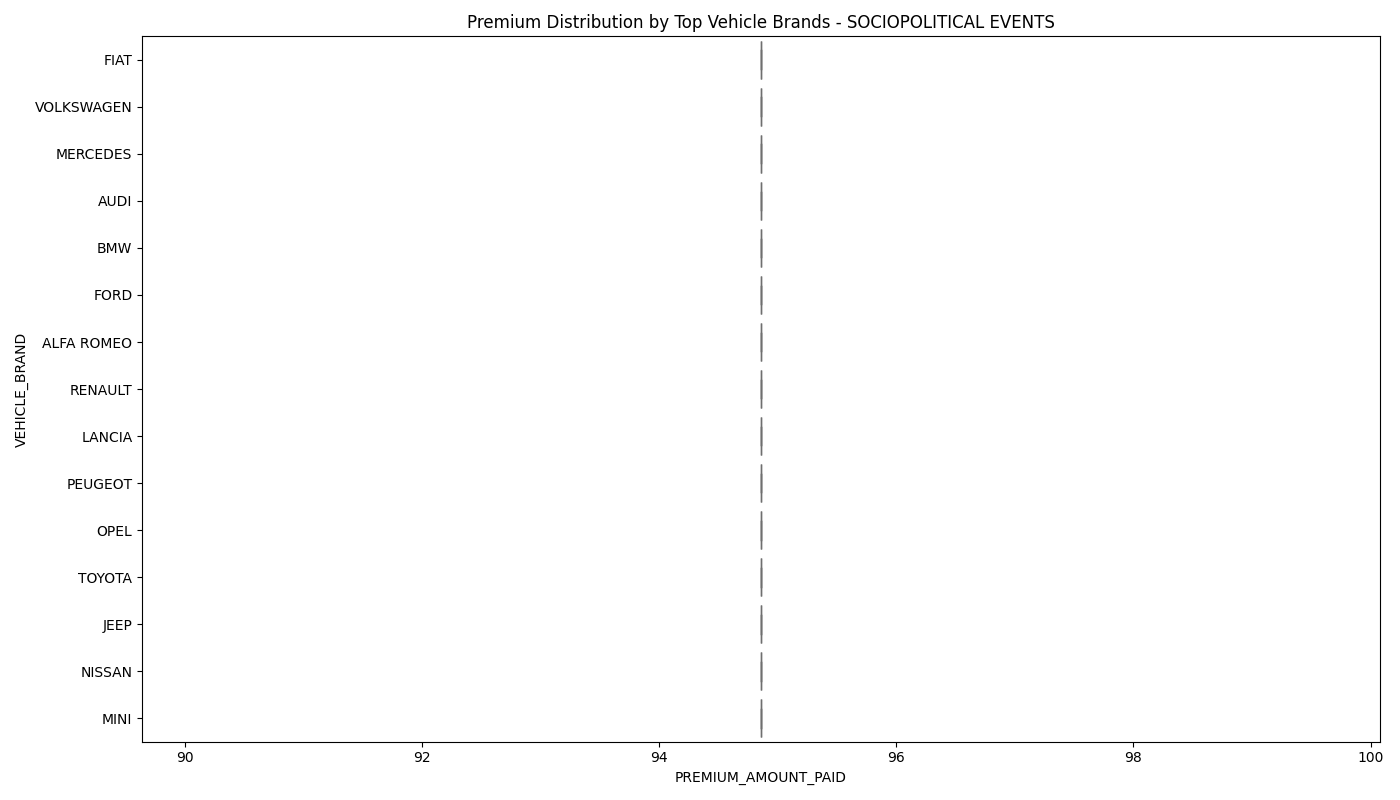 Premium Distribution by Top Vehicle Brands - SOCIOPOLITICAL EVENTS
VEHICLE_BRAND
FIAT
VOLKSWAGEN
MERCEDES
AUDI
BMW
FORD
ALFA ROMEO
RENAULT
LANCIA
PEUGEOT
OPEL
TOYOTA
JEEP
NISSAN
MINI
90 92 94 96 98 100
PREMIUM_AMOUNT_PAID